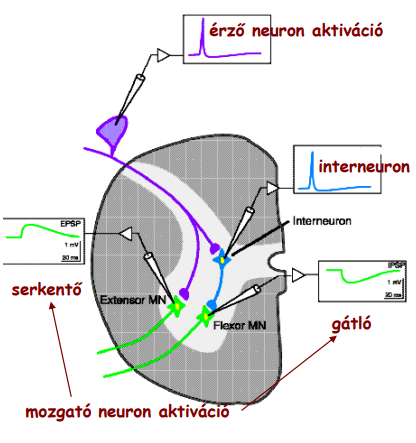 érző neuron aktiváció
interneuron
Interneuron
EPSP
1 mV
20 ms
IPSP
1 mV
20 ms
serkentő
Extensor MN
Flexor MN
gátló
mozgató neuron aktiváció